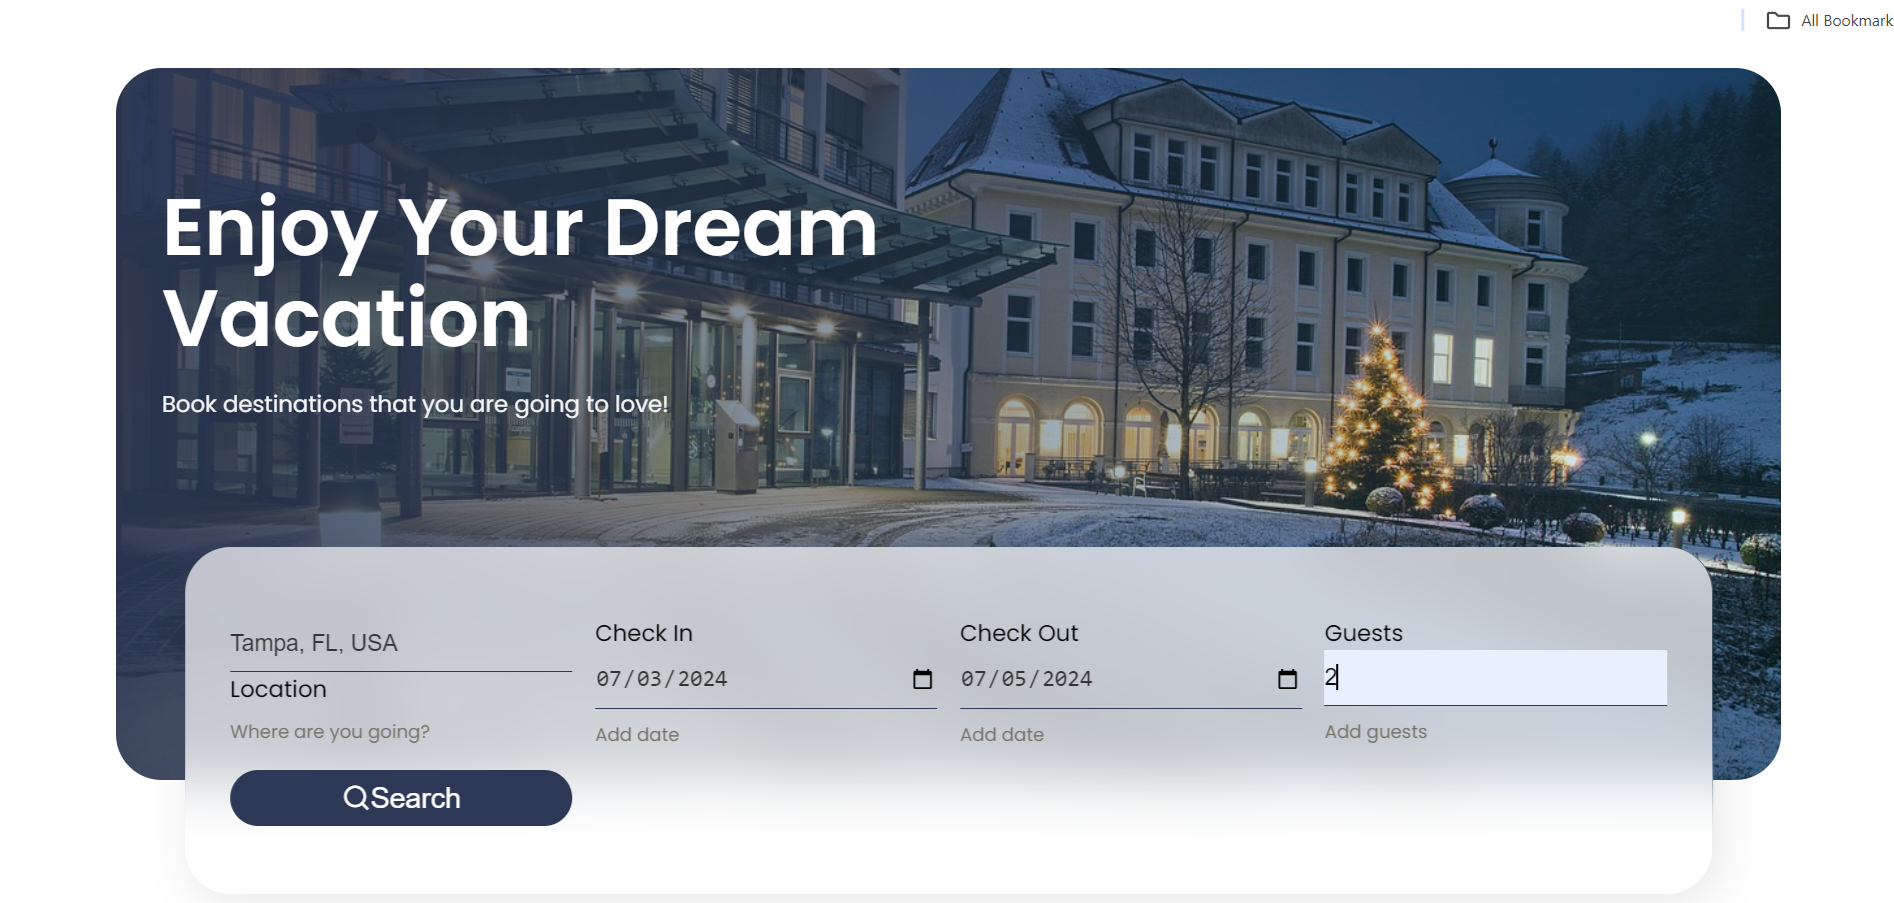 All Bookmark
Enjoy Your Dream
Vacation
Book destinations that you are going to love!
Tampa, FL, USA
Location
Where are you going?
Check In
07/03/2024
Add date
Check Out
07/05/2024
Add date
Guests
2
Add guests
Search